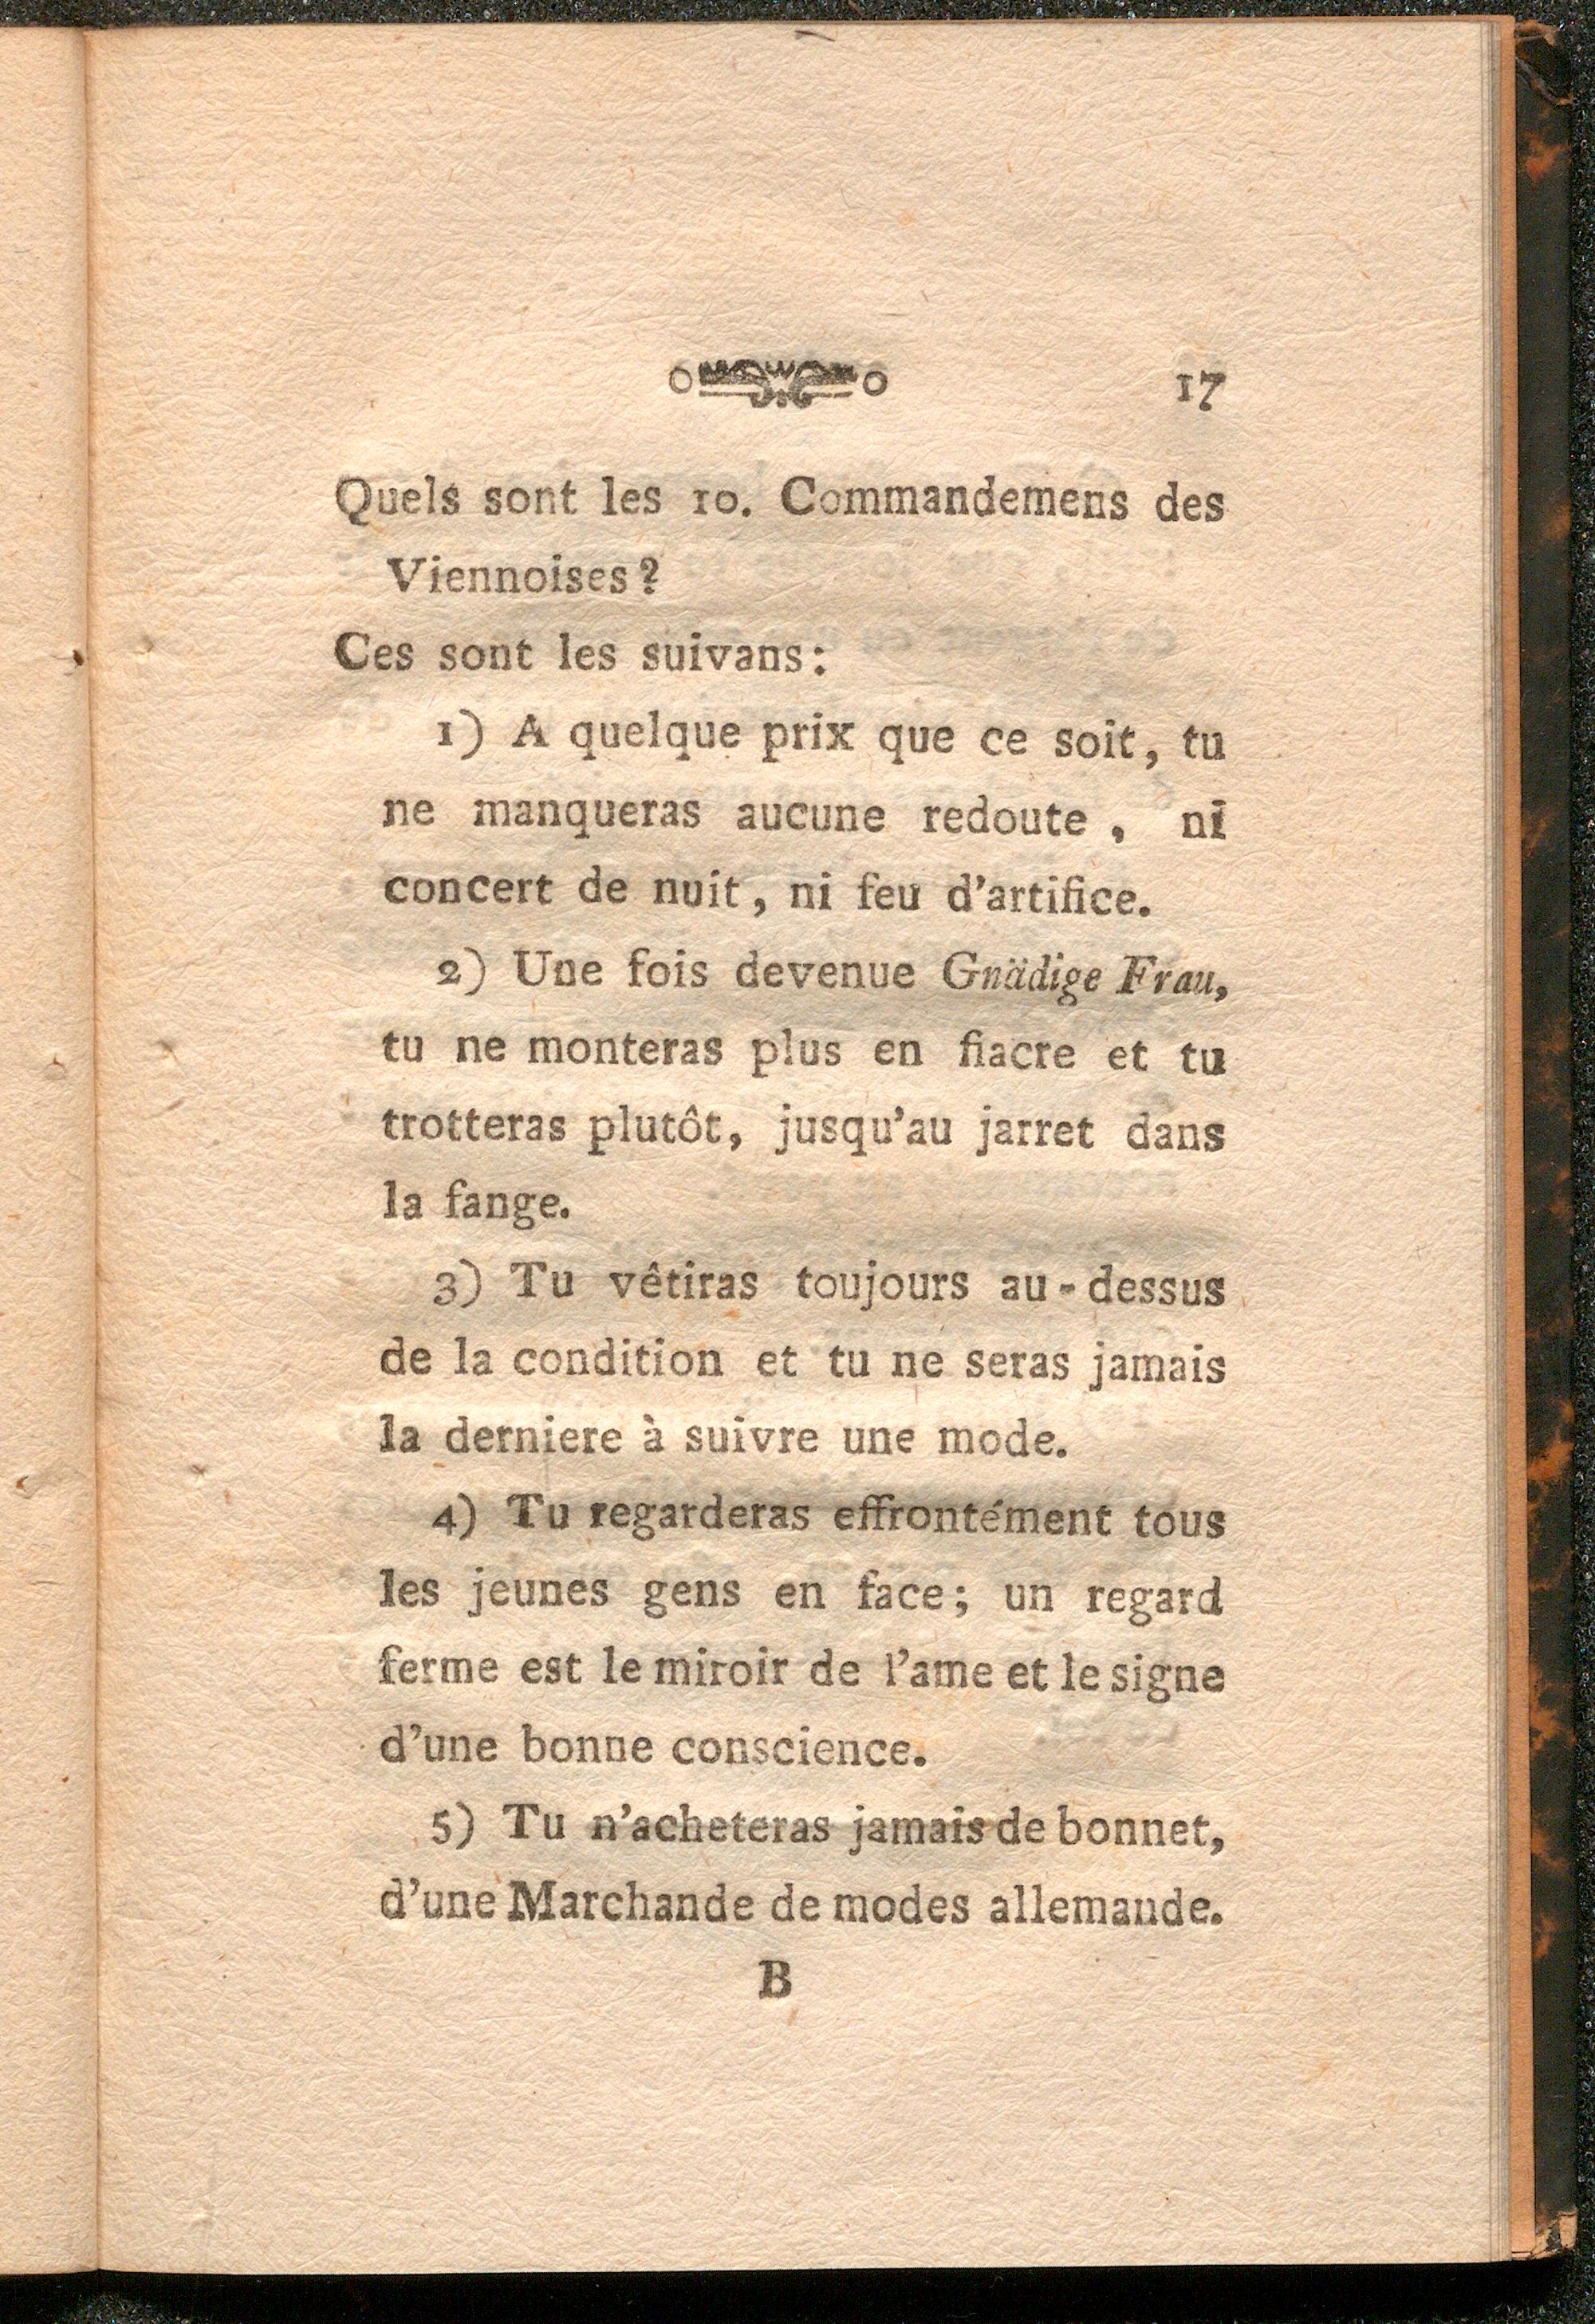 17
Quels sont les 10. Commandemens des
Viennoises?
Ces sont les suivans:
1) A quelque prix que ce soit, tu
ne manqueras aucune redoute, ni
concert de nuit, ni feu d'artifice.
2) Une fois devenue Gnädige Frau,
tu ne monteras plus en fiacre et tu
trotteras plutôt, jusqu'au jarret dans
la fange.
3) Tu vêtiras toujours au-dessus
de la condition et tu ne seras jamais
la derniere à suivre une mode.
4) Tu regarderas effrontément tous
les jeunes gens en face; un regard
ferme est le miroir de l'ame et le signe
d'une bonne conscience.
5) Tu n'acheteras jamais de bonnet,
d'une Marchande de modes allemande.
B